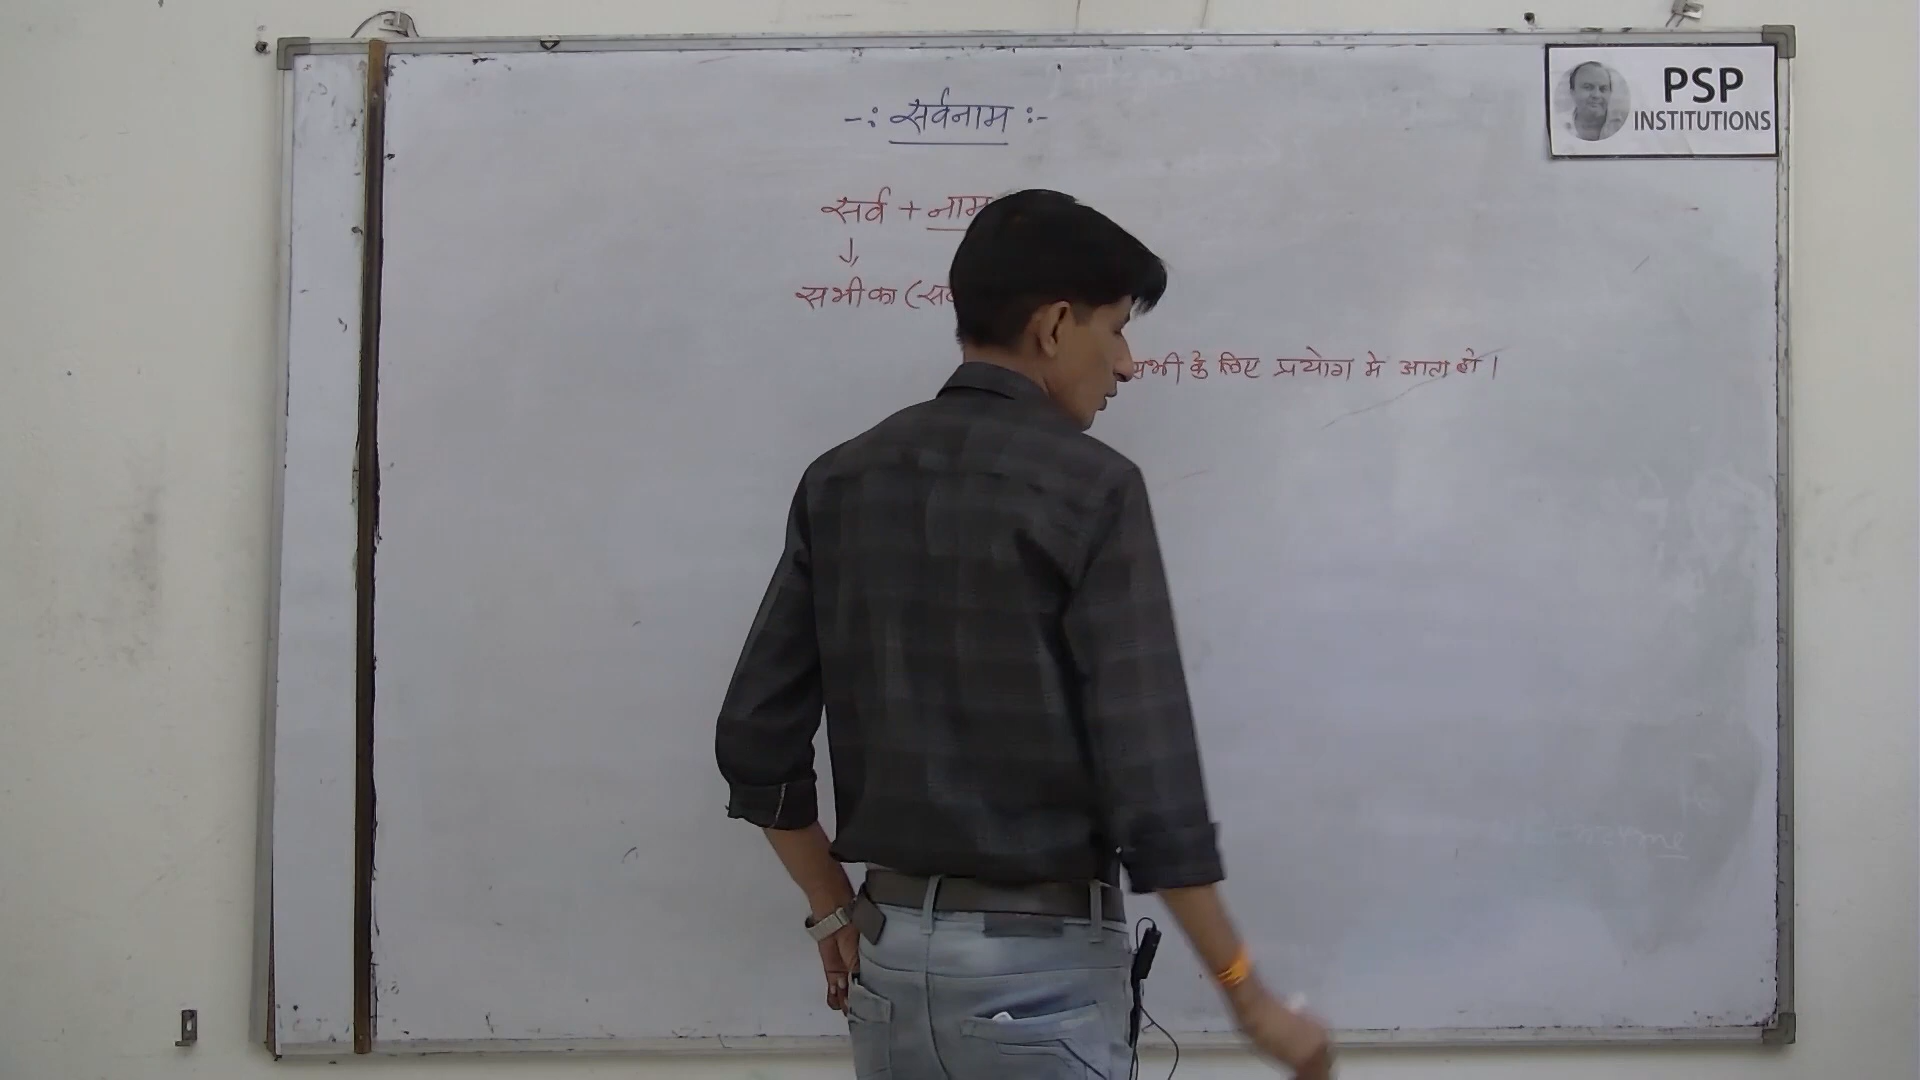 -: सर्वनाम :-
PSP
INSTITUTIONS
सर्व + नाम
सभी का (
सभी के लिए प्रयोग मे आता हो।